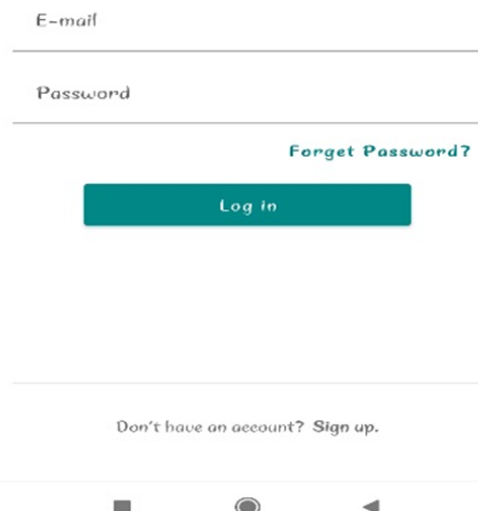 E-mail
Password
Forget Password?
Log in
Don't have an account? Sign up.